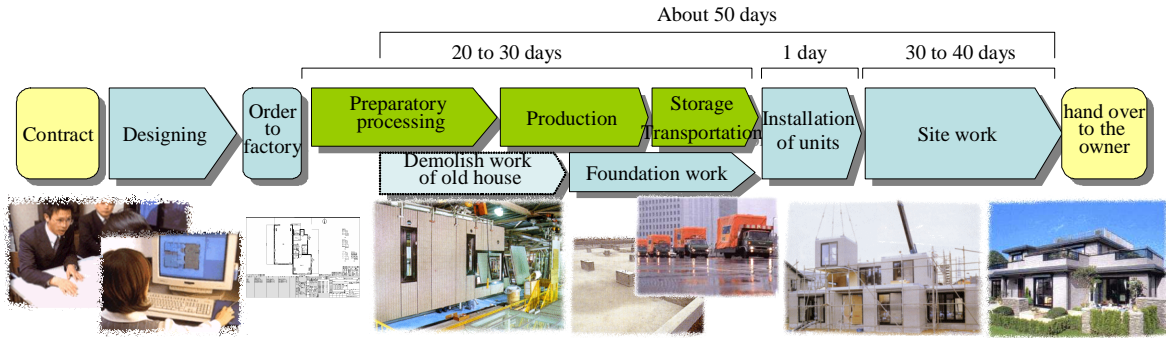 About 50 days
20 to 30 days
1 day
30 to 40 days
Contract
Designing
Order
to
factory
Preparatory
processing
Production
Storage
Transportation
Installation
of units
Site work
hand over
to the
owner
Demolish work
of old house
Foundation work